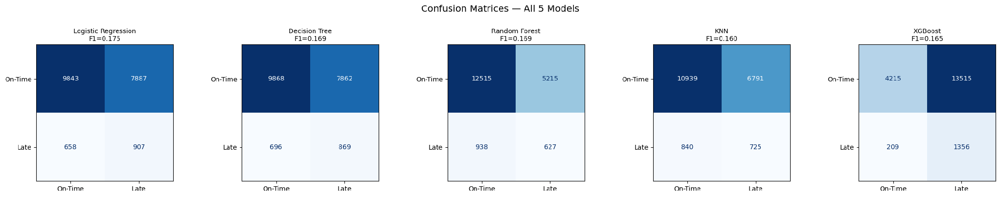 Confusion Matrices — All 5 Models
Logistic Regression
F1=0.175
On-Time
9843
7887
Late
658
907
On-Time
Late
Decision Tree
F1=0.169
On-Time
9868
7862
Late
696
869
On-Time
Late
Random Forest
F1=0.169
On-Time
12515
5215
Late
938
627
On-Time
Late
KNN
F1=0.160
On-Time
10939
6791
Late
840
725
On-Time
Late
XGBoost
F1=0.165
On-Time
4215
13515
Late
209
1356
On-Time
Late